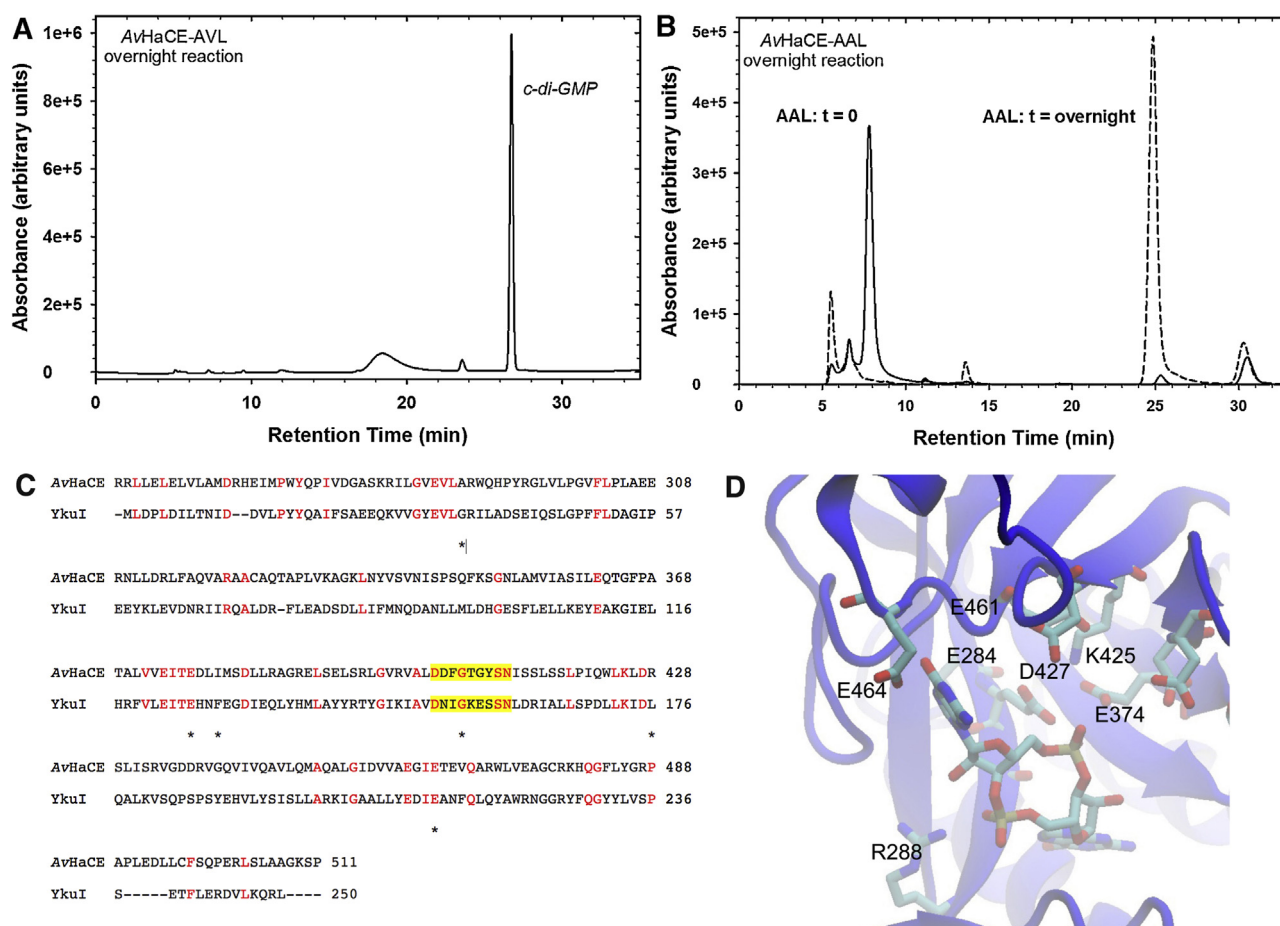 A
AvHaCE-AVL
overnight reaction
c-di-GMP
1e+6
8e+5
6e+5
4e+5
2e+5
0
Absorbance (arbitrary units)
0 10 20 30
Retention Time (min)
B
AvHaCE-AAL
overnight reaction
AAL: t = 0
AAL: t = overnight
5e+5
4e+5
3e+5
2e+5
1e+5
0
Absorbance (arbitrary units)
0 5 10 15 20 25 30
Retention Time (min)
C
AvHaCE RRLLELELVLAMDRHEIMPWYQPIVDGASKRILGVEVLARWQHPYRGLVLPGVFLPLAEE 308
YkuI -MLDPLDILTNID--DVLPYYQAIFSAEEQKVVGYEVLGRILADSEIQSLGPFFLDAGIP 57
*
AvHaCE RNLLDRLFAQVARAACAQTAPLVKAGKLNYVSVNISPSQFKSGNLAMVIASILEQTGFPA 368
YkuI EEYKLEVDNRIIRQALDR-FLEADSDLLIFMNQDANLLMLDHGESFLELLKEYEAKGIEL 116
AvHaCE TALVVEITEDLIMSDLLRAGRELSELSRLGVRVALDDFGTGYSNISSLSSLPIQWLKLDR 428
YkuI HRFVLEITEHNFEGDIEQLYHMLAYYRTYGIKIAVDNIGKESSNLDRIALLSPDLLKIDL 176
* * * *
AvHaCE SLISRVGDDRVGQVIVQAVLQMAQALGIDVVAEGIETEVQARWLVEAGCRKHQGFLYGRP 488
YkuI QALKVSQPSPSYEHVLYSISLLARKIGAALLYEDIEANFQLQYAWRNGGRYFQGYYLVSP 236
*
AvHaCE APLEDLLCFSQPERLSLAAGKSP 511
YkuI S-----ETFLERDVLKQRL---- 250
D
E461
E284
K425
D427
E464
E374
R288